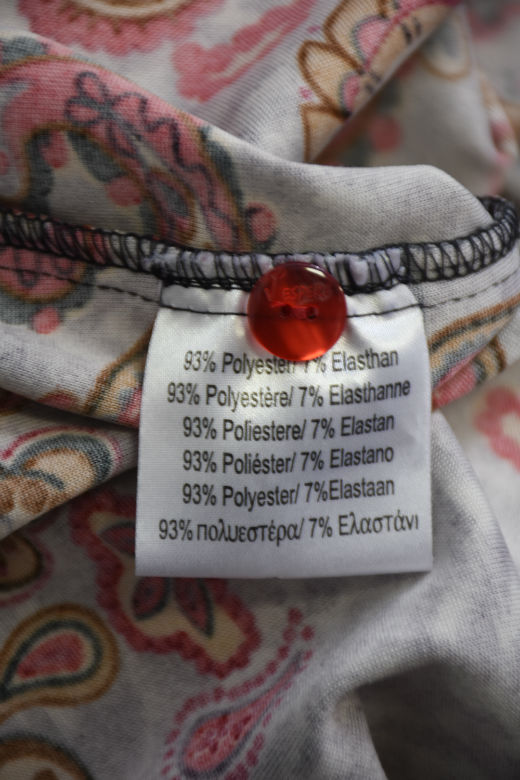 93% Polyester/ 7% Elasthan
93% Polyestère/ 7% Elasthanne
93% Poliestere/ 7% Elastan
93% Poliéster/ 7% Elastano
93% Polyester/ 7%Elastaan
93% πολυεστέρα/ 7% Ελαστάνι